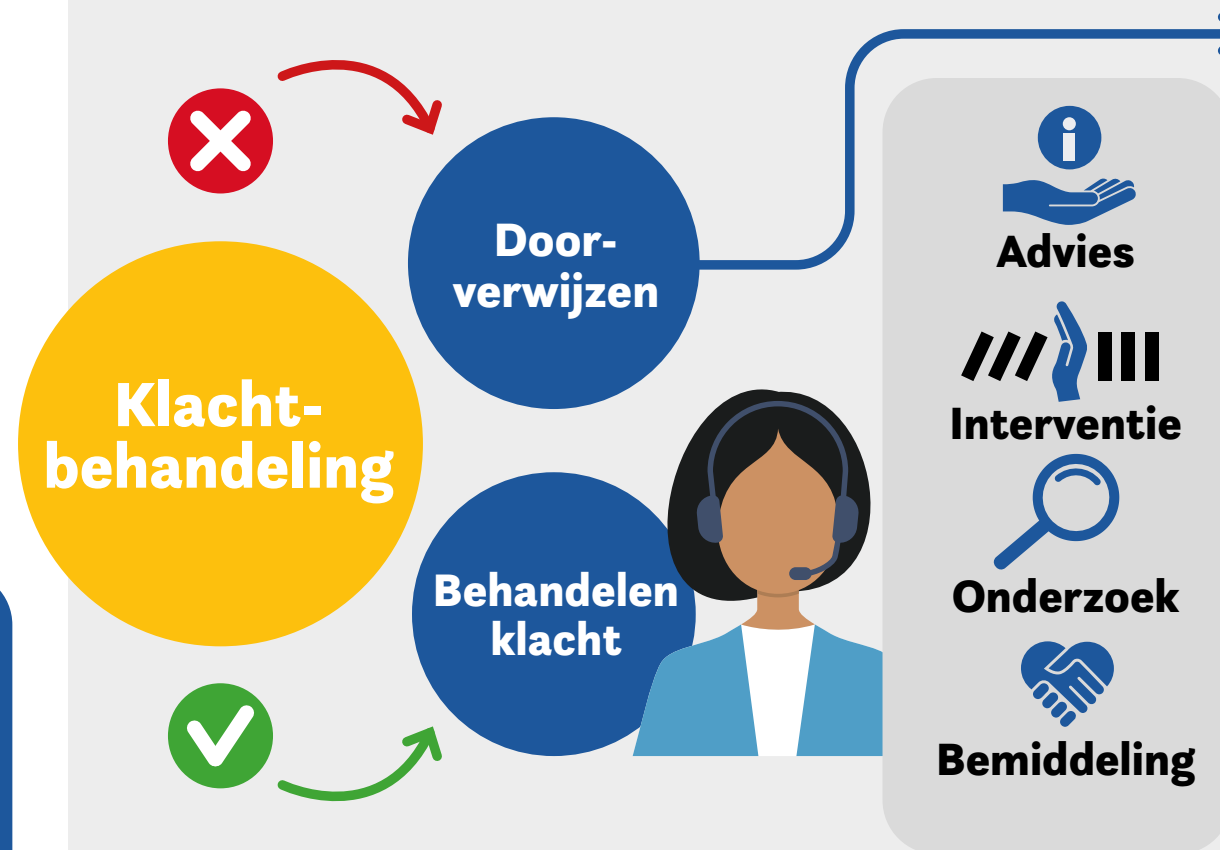 Klacht-
behandeling
Door-
verwijzen
Behandelen
klacht
Advies
Interventie
Onderzoek
Bemiddeling